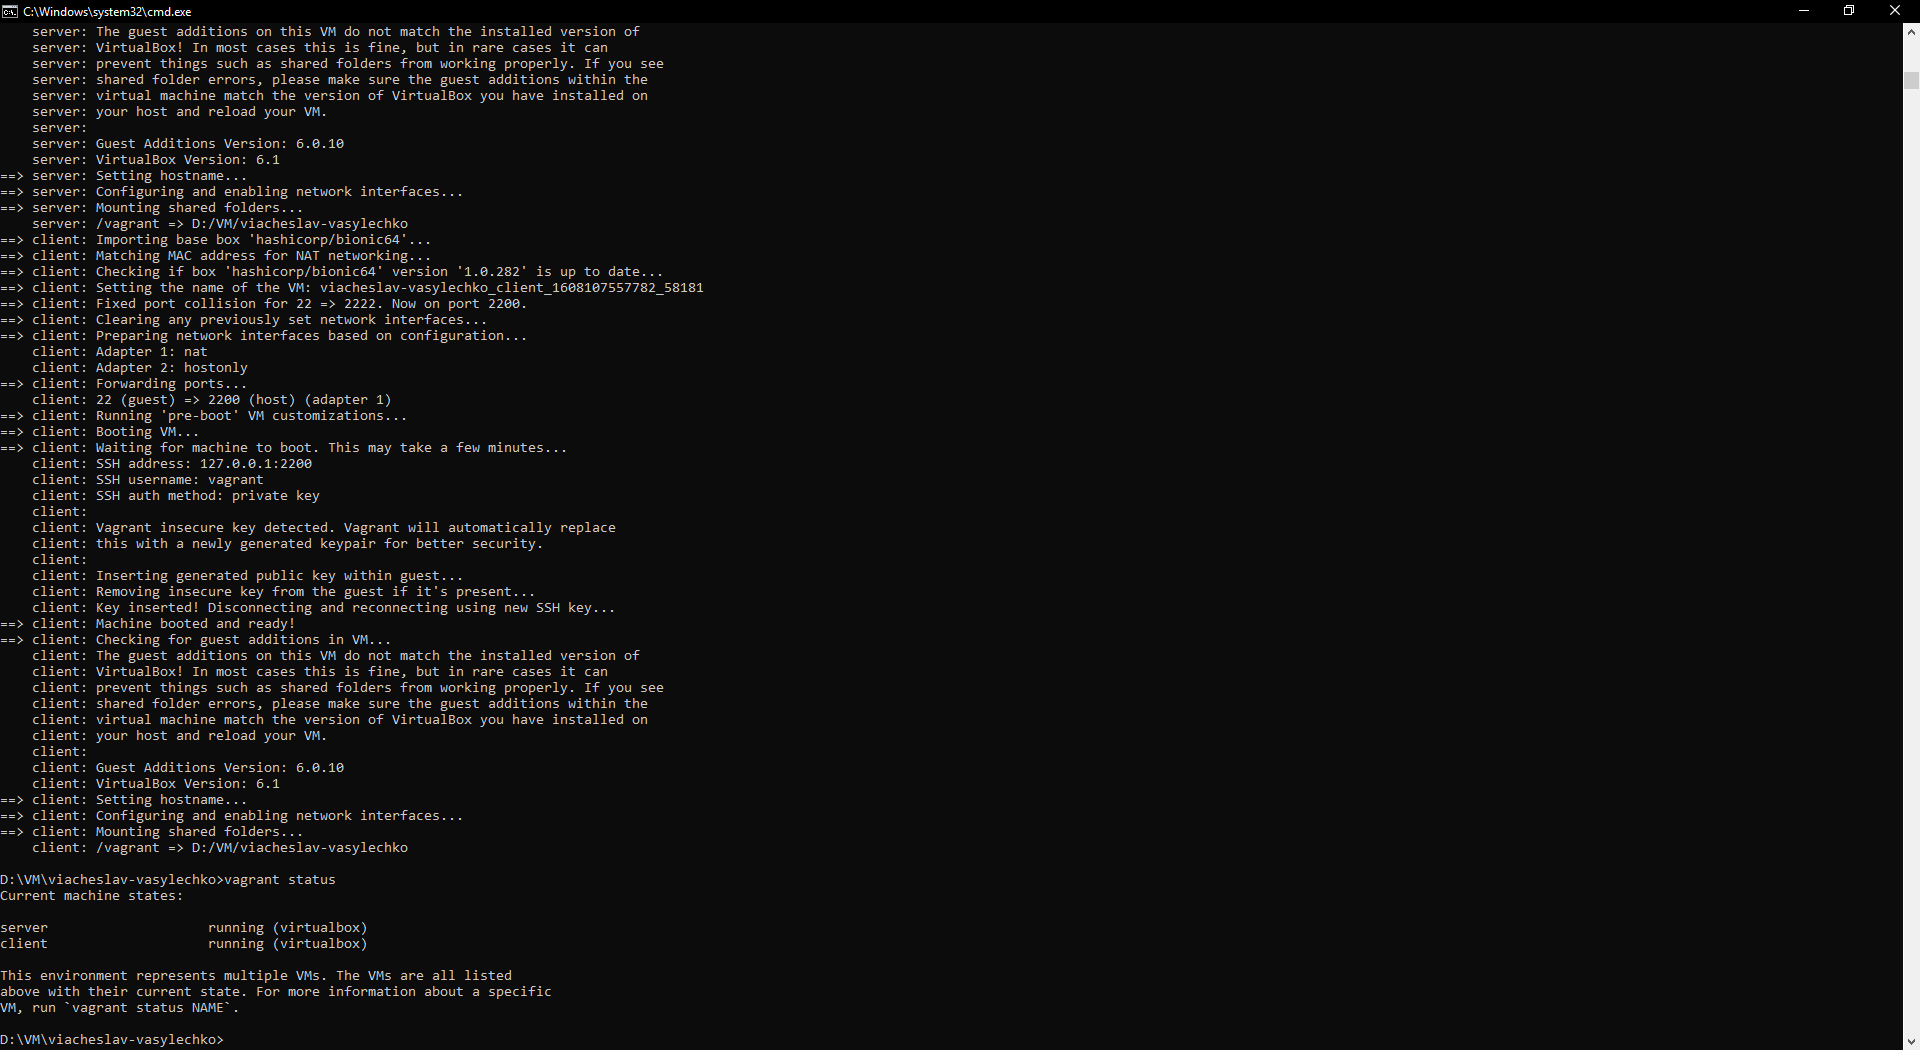 C:\Windows\system32\cmd.exe
    server: The guest additions on this VM do not match the installed version of
    server: VirtualBox! In most cases this is fine, but in rare cases it can
    server: prevent things such as shared folders from working properly. If you see
    server: shared folder errors, please make sure the guest additions within the
    server: virtual machine match the version of VirtualBox you have installed on
    server: your host and reload your VM.
    server:
    server: Guest Additions Version: 6.0.10
    server: VirtualBox Version: 6.1
==> server: Setting hostname...
==> server: Configuring and enabling network interfaces...
==> server: Mounting shared folders...
    server: /vagrant => D:/VM/viacheslav-vasylechko
==> client: Importing base box 'hashicorp/bionic64'...
==> client: Matching MAC address for NAT networking...
==> client: Checking if box 'hashicorp/bionic64' version '1.0.282' is up to date...
==> client: Setting the name of the VM: viacheslav-vasylechko_client_1608107557782_58181
==> client: Fixed port collision for 22 => 2222. Now on port 2200.
==> client: Clearing any previously set network interfaces...
==> client: Preparing network interfaces based on configuration...
    client: Adapter 1: nat
    client: Adapter 2: hostonly
==> client: Forwarding ports...
    client: 22 (guest) => 2200 (host) (adapter 1)
==> client: Running 'pre-boot' VM customizations...
==> client: Booting VM...
==> client: Waiting for machine to boot. This may take a few minutes...
    client: SSH address: 127.0.0.1:2200
    client: SSH username: vagrant
    client: SSH auth method: private key
    client:
    client: Vagrant insecure key detected. Vagrant will automatically replace
    client: this with a newly generated keypair for better security.
    client:
    client: Inserting generated public key within guest...
    client: Removing insecure key from the guest if it's present...
    client: Key inserted! Disconnecting and reconnecting using new SSH key...
==> client: Machine booted and ready!
==> client: Checking for guest additions in VM...
    client: The guest additions on this VM do not match the installed version of
    client: VirtualBox! In most cases this is fine, but in rare cases it can
    client: prevent things such as shared folders from working properly. If you see
    client: shared folder errors, please make sure the guest additions within the
    client: virtual machine match the version of VirtualBox you have installed on
    client: your host and reload your VM.
    client:
    client: Guest Additions Version: 6.0.10
    client: VirtualBox Version: 6.1
==> client: Setting hostname...
==> client: Configuring and enabling network interfaces...
==> client: Mounting shared folders...
    client: /vagrant => D:/VM/viacheslav-vasylechko

D:\VM\viacheslav-vasylechko>vagrant status
Current machine states:

server                    running (virtualbox)
client                    running (virtualbox)

This environment represents multiple VMs. The VMs are all listed
above with their current state. For more information about a specific
VM, run `vagrant status NAME`.

D:\VM\viacheslav-vasylechko>